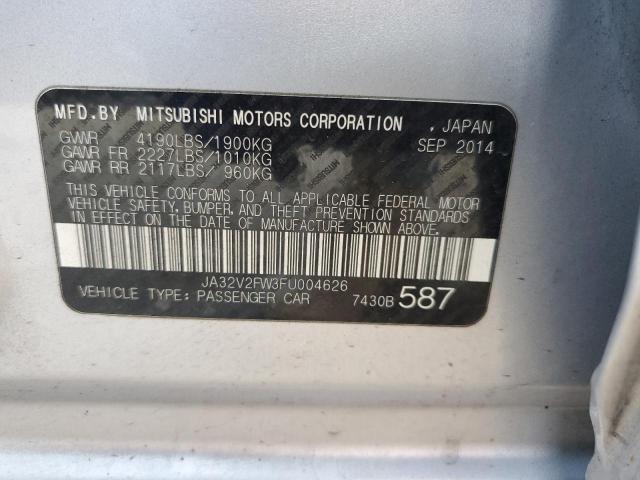 MFD.BY MITSUBISHI MOTORS CORPORATION , JAPAN
GVWR 4190LBS/1900KG SEP 2014
GAWR FR 2227LBS/1010KG
GAWR RR 2117LBS/ 960KG
THIS VEHICLE CONFORMS TO ALL APPLICABLE FEDERAL MOTOR
VEHICLE SAFETY, BUMPER, AND THEFT PREVENTION STANDARDS
IN EFFECT ON THE DATE OF MANUFACTURE SHOWN ABOVE.
JA32V2FW3FU004626
VEHICLE TYPE: PASSENGER CAR 7430B 587